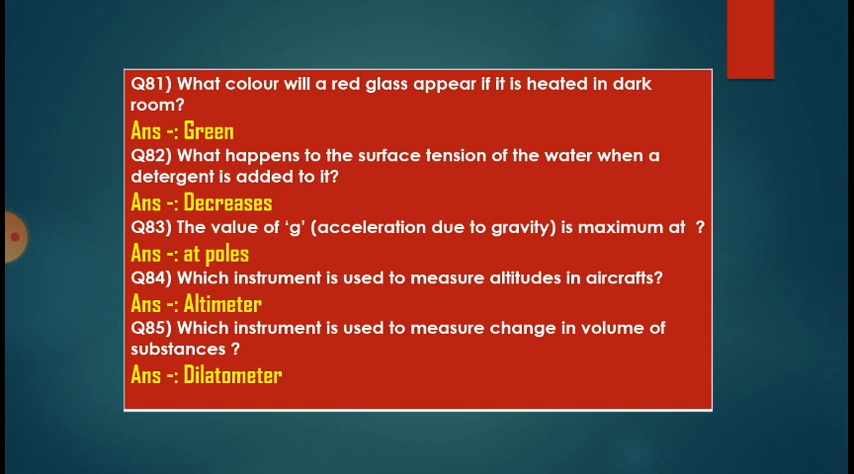 Q81) What colour will a red glass appear if it is heated in dark
room?
Ans -: Green
Q82) What happens to the surface tension of the water when a
detergent is added to it?
Ans -: Decreases
Q83) The value of ‘g’ (acceleration due to gravity) is maximum at  ?
Ans -: at poles
Q84) Which instrument is used to measure altitudes in aircrafts?
Ans -: Altimeter
Q85) Which instrument is used to measure change in volume of
substances ?
Ans -: Dilatometer